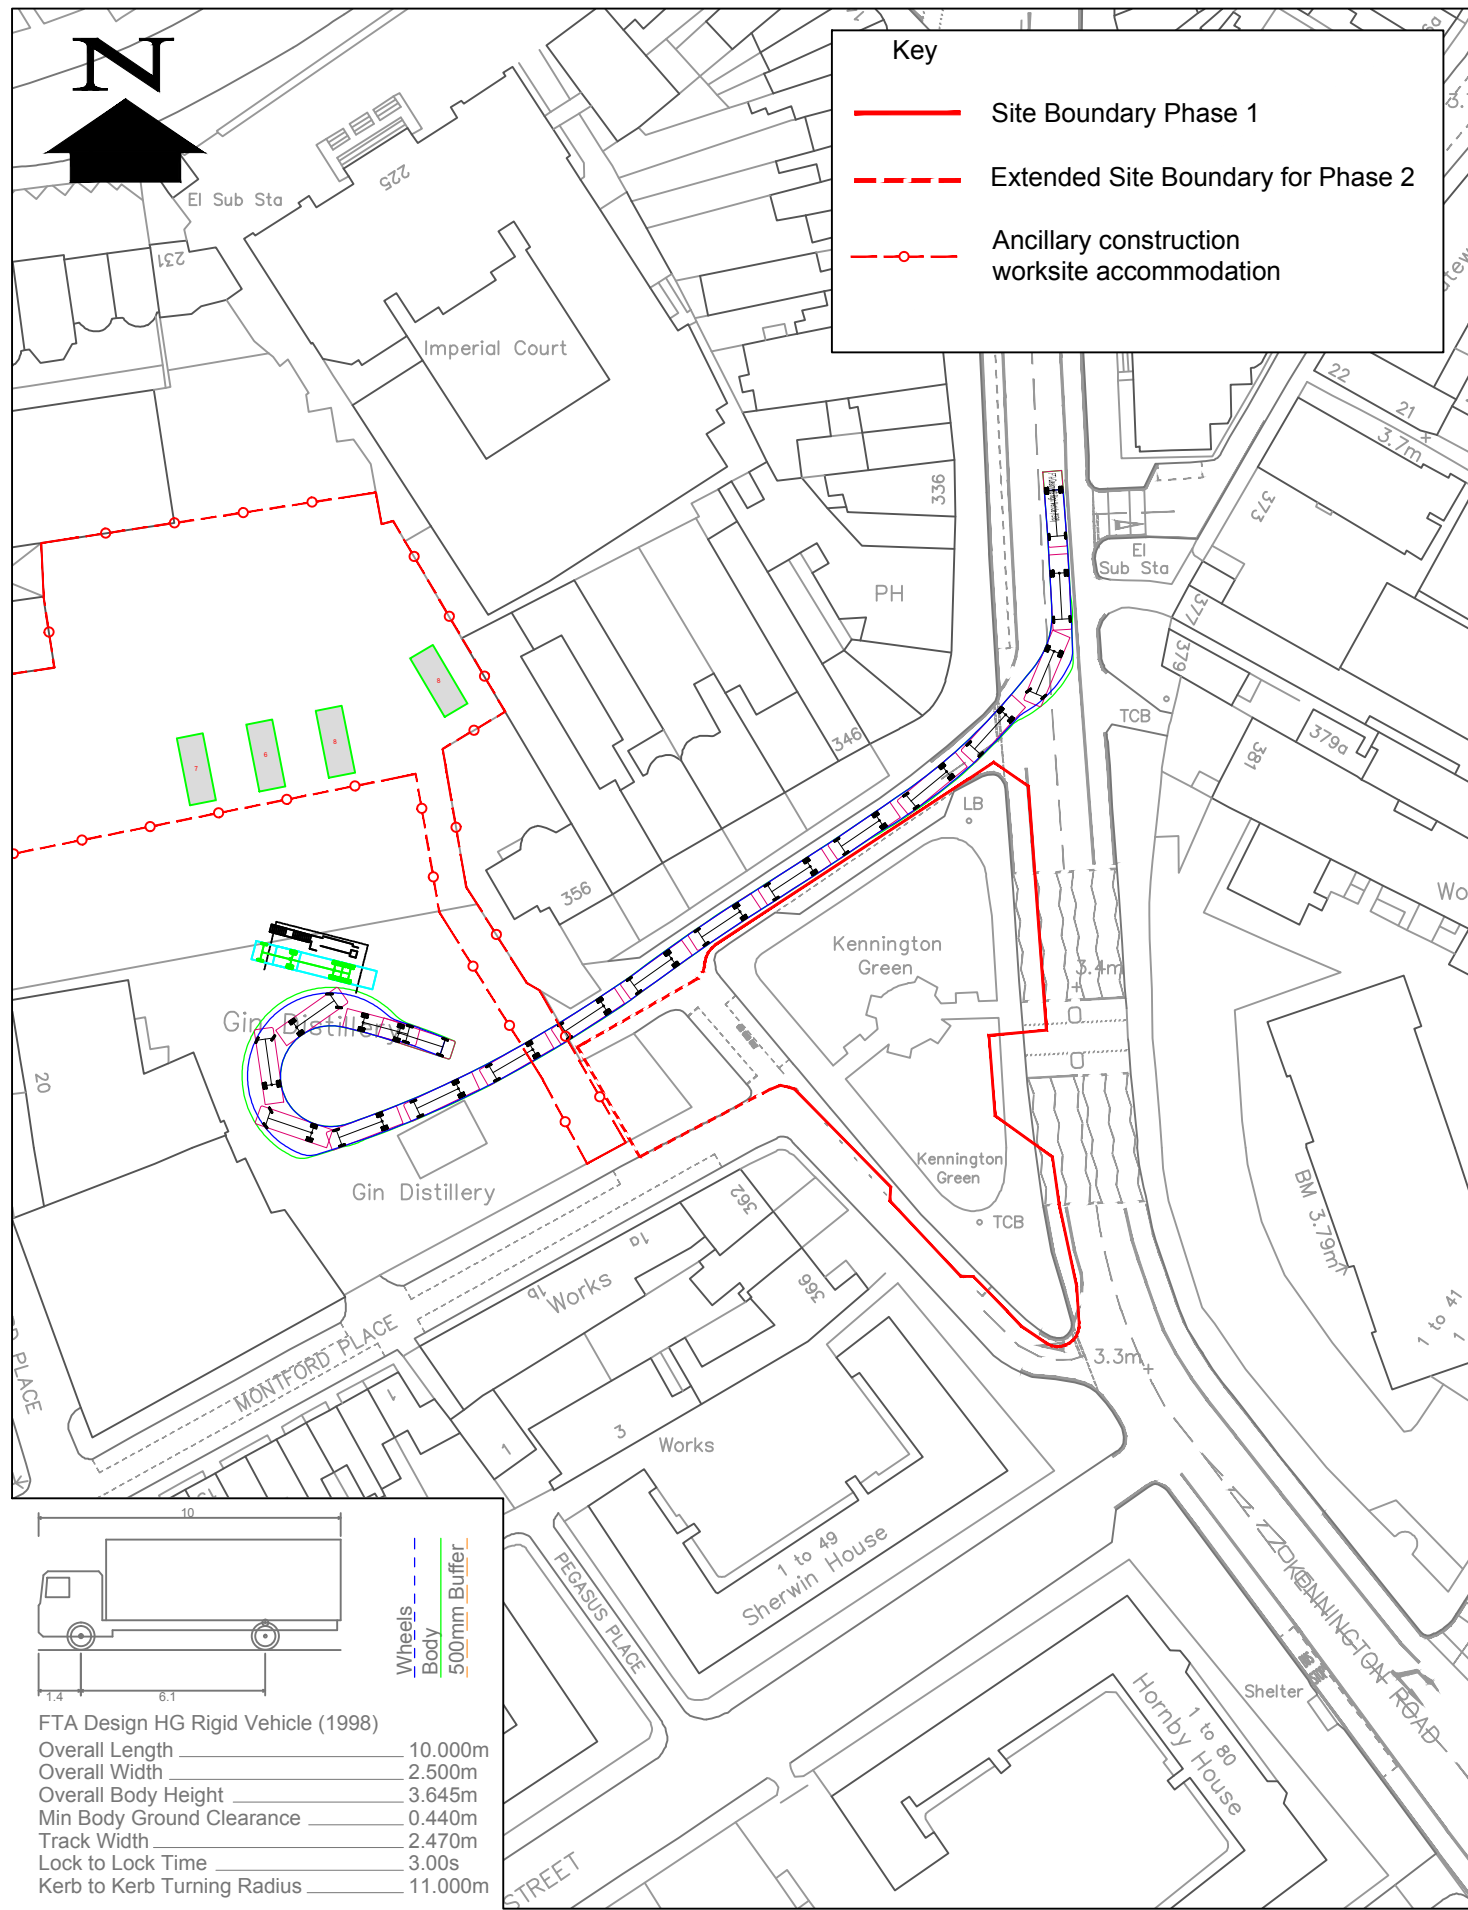 N
Key
Site Boundary Phase 1
Extended Site Boundary for Phase 2
Ancillary construction
worksite accommodation
El Sub Sta
225
231
Imperial Court
22
21
3.7m
336
373
El
Sub Sta
PH
377
379
TCB
379a
381
346
8
7
6
8
LB
356
Kennington
Green
3.4m
Gin Distillery
20
Kennington
Green
Gin Distillery
TCB
362
1a
1b
Works
366
BM 3.79m
1 to 41
3.3m
MONTFORD PLACE
PLACE
1
1
3
Works
1 to 49
Sherwin House
PEGASUS PLACE
KENNINGTON ROAD
Shelter
1 to 80
Hornby House
STREET
10
1.4
6.1
Wheels
Body
500mm Buffer
FTA Design HG Rigid Vehicle (1998)
Overall Length 10.000m
Overall Width 2.500m
Overall Body Height 3.645m
Min Body Ground Clearance 0.440m
Track Width 2.470m
Lock to Lock Time 3.00s
Kerb to Kerb Turning Radius 11.000m